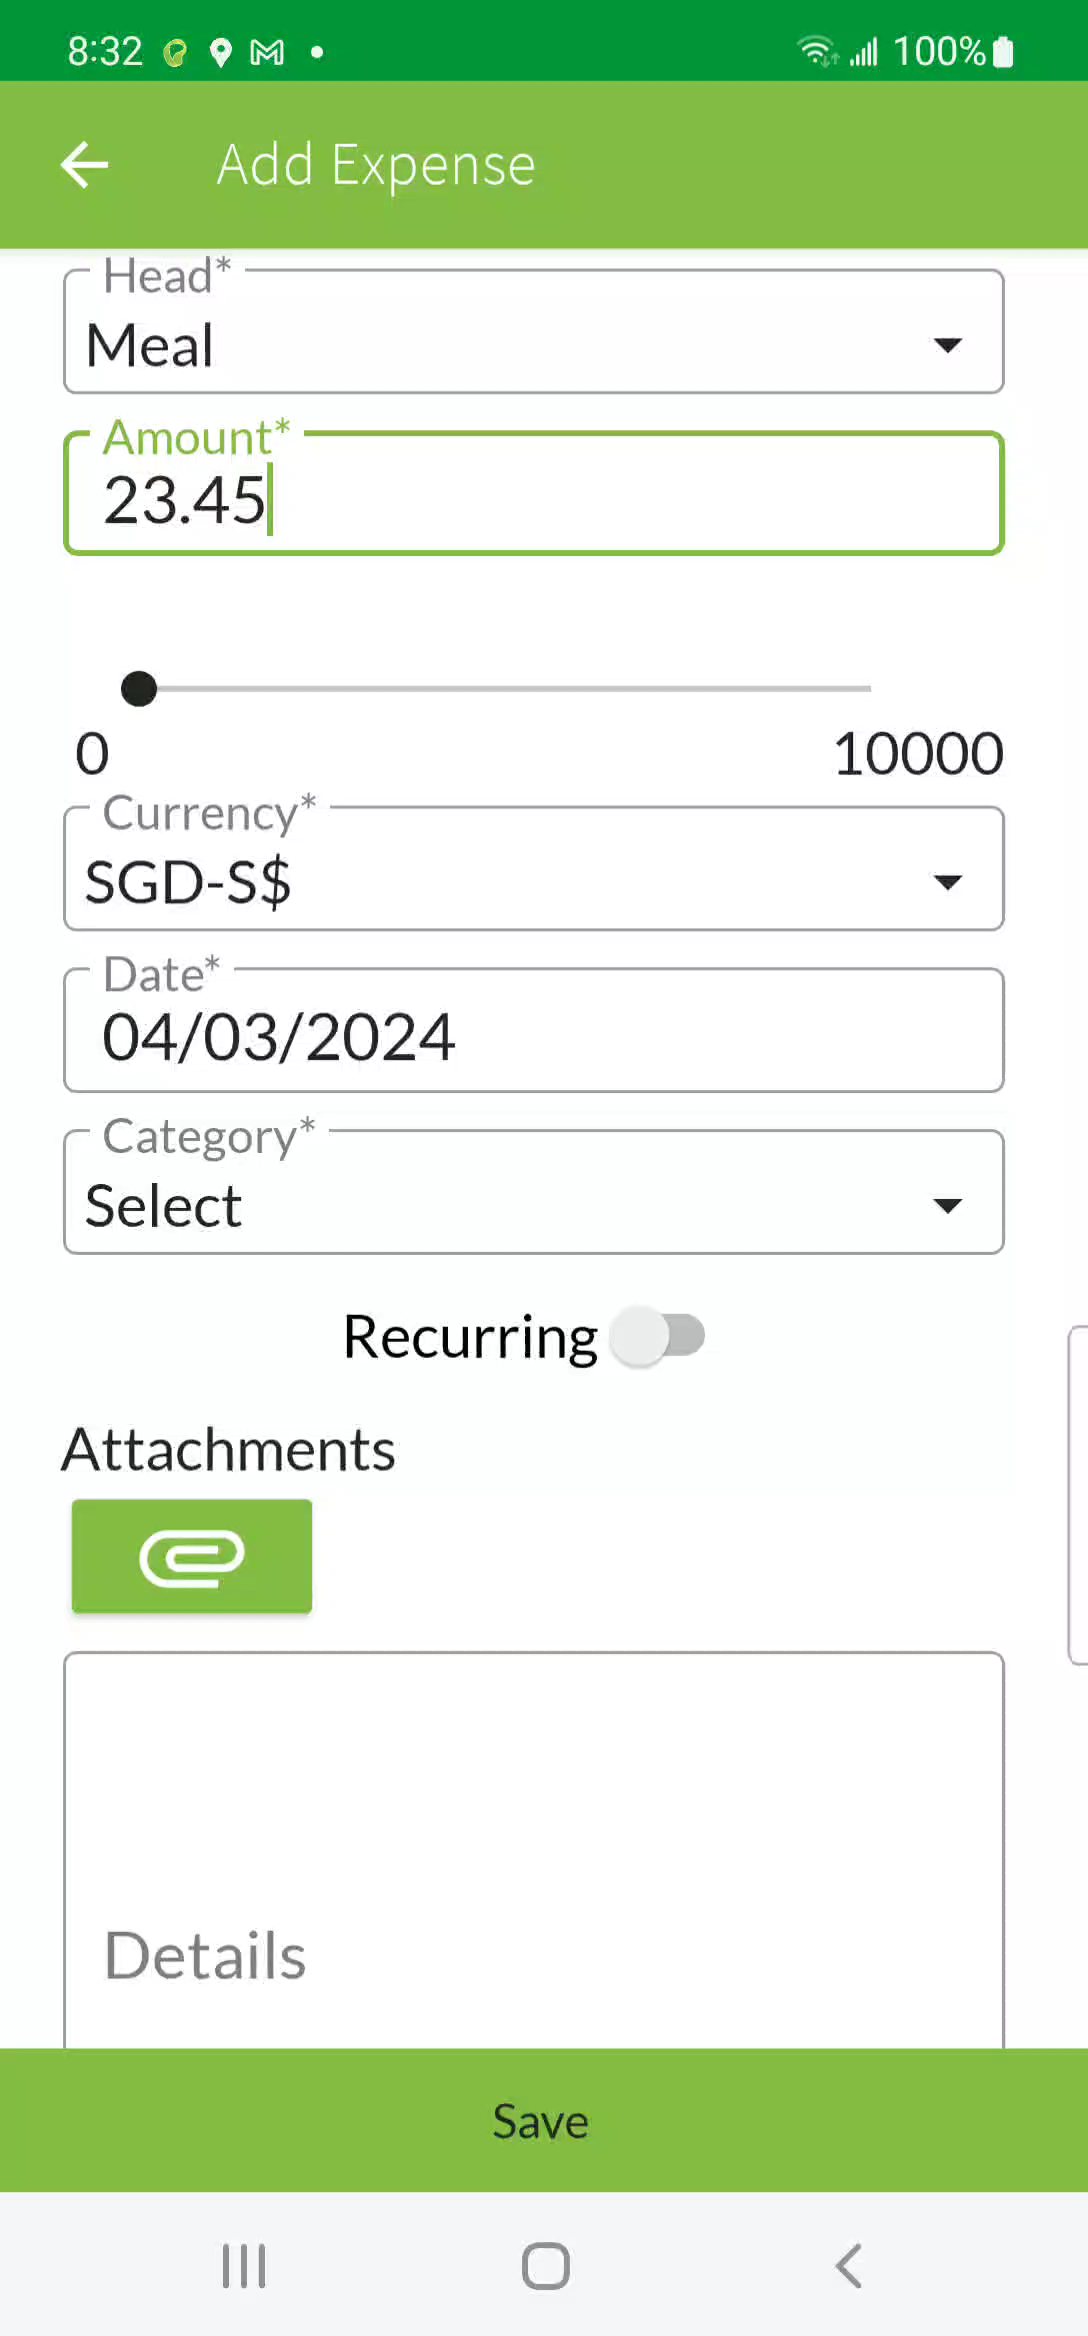 8:32 100%
Add Expense
Head*
Meal
Amount*
23.45
0 10000
Currency*
SGD-S$
Date*
04/03/2024
Category*
Select
Recurring
Attachments
Details
Save